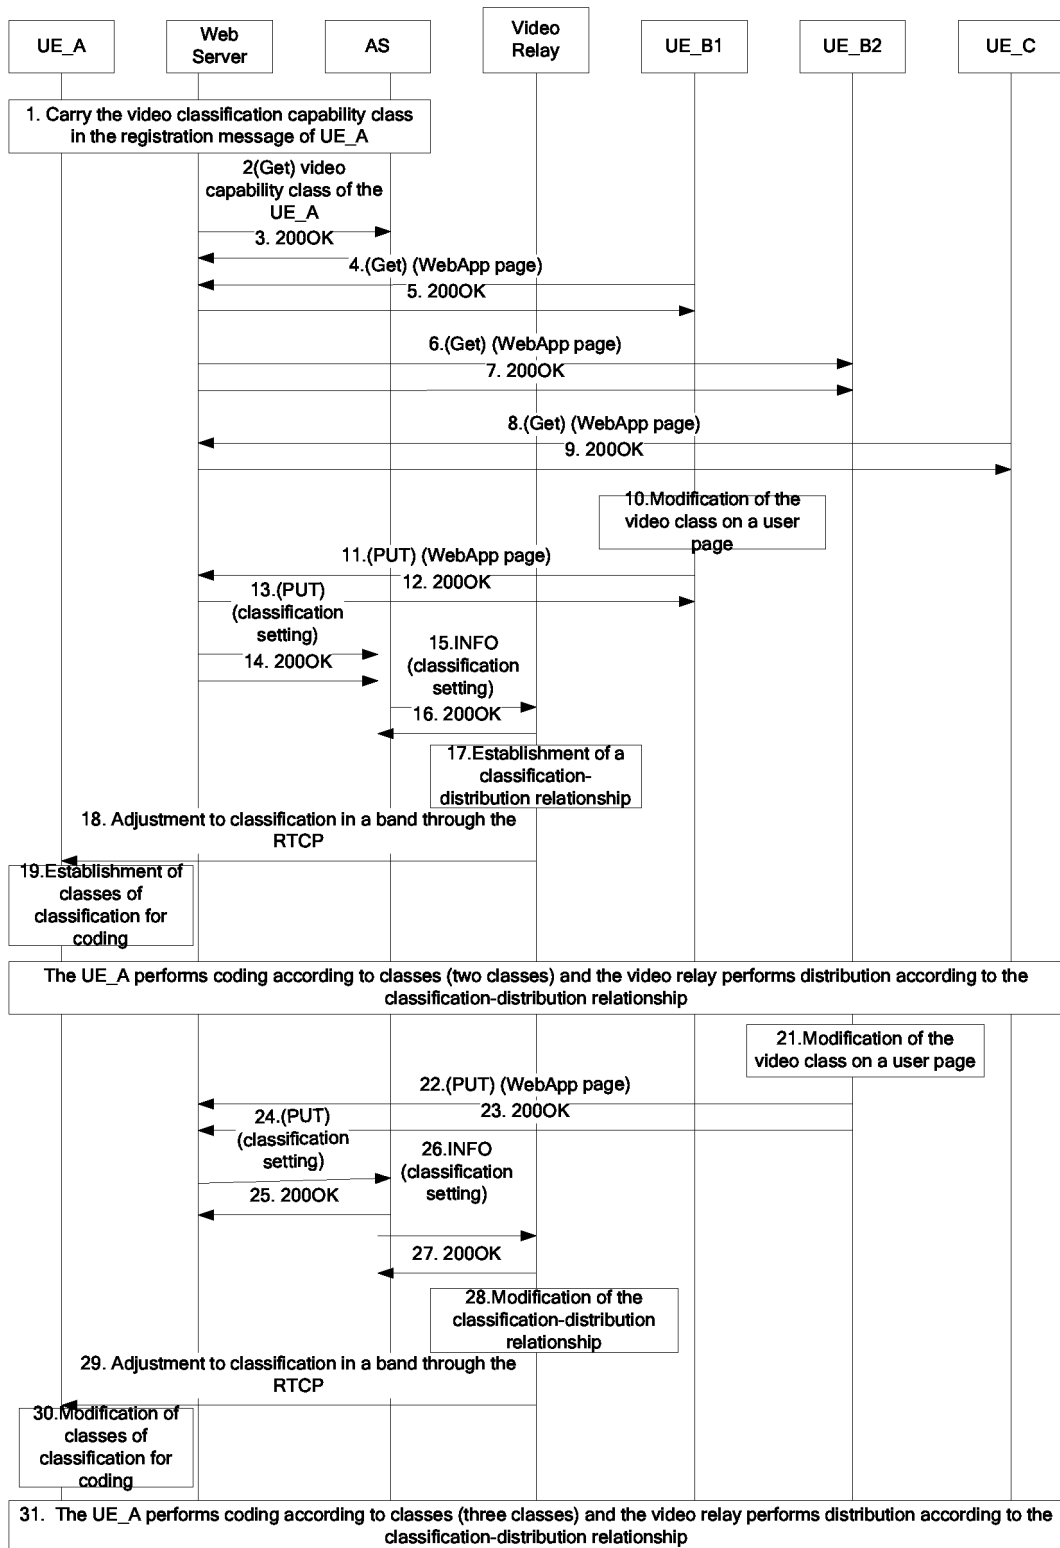 UE_A
Web
Server
AS
Video
Relay
UE_B1
UE_B2
UE_C
1. Carry the video classification capability class
in the registration message of UE_A
2(Get) video
capability class of the
UE_A
3. 200OK
4.(Get) (WebApp page)
5. 200OK
6.(Get) (WebApp page)
7. 200OK
8.(Get) (WebApp page)
9. 200OK
10.Modification of the
video class on a user
page
11.(PUT) (WebApp page)
12. 200OK
13.(PUT)
(classification
setting)
14. 200OK
15.INFO
(classification
setting)
16. 200OK
17.Establishment of a
classification-
distribution relationship
18. Adjustment to classification in a band through the
RTCP
19.Establishment of
classes of
classification for
coding
The UE_A performs coding according to classes (two classes) and the video relay performs distribution according to the
classification-distribution relationship
21.Modification of the
video class on a user page
22.(PUT) (WebApp page)
23. 200OK
24.(PUT)
(classification
setting)
25. 200OK
26.INFO
(classification
setting)
27. 200OK
28.Modification of the
classification-distribution
relationship
29. Adjustment to classification in a band through the
RTCP
30.Modification of
classes of
classification for
coding
31. The UE_A performs coding according to classes (three classes) and the video relay performs distribution according to the
classification-distribution relationship